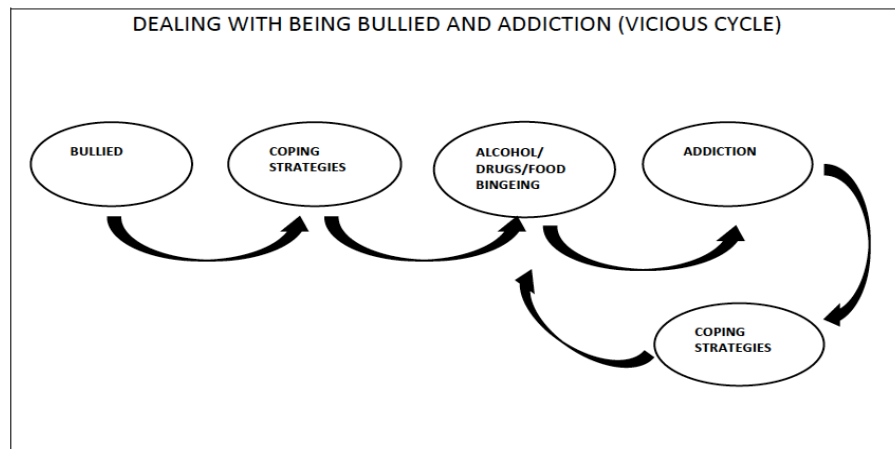 DEALING WITH BEING BULLIED AND ADDICTION (VICIOUS CYCLE)
BULLIED
COPING
STRATEGIES
ALCOHOL/
DRUGS/FOOD
BINGEING
ADDICTION
COPING
STRATEGIES